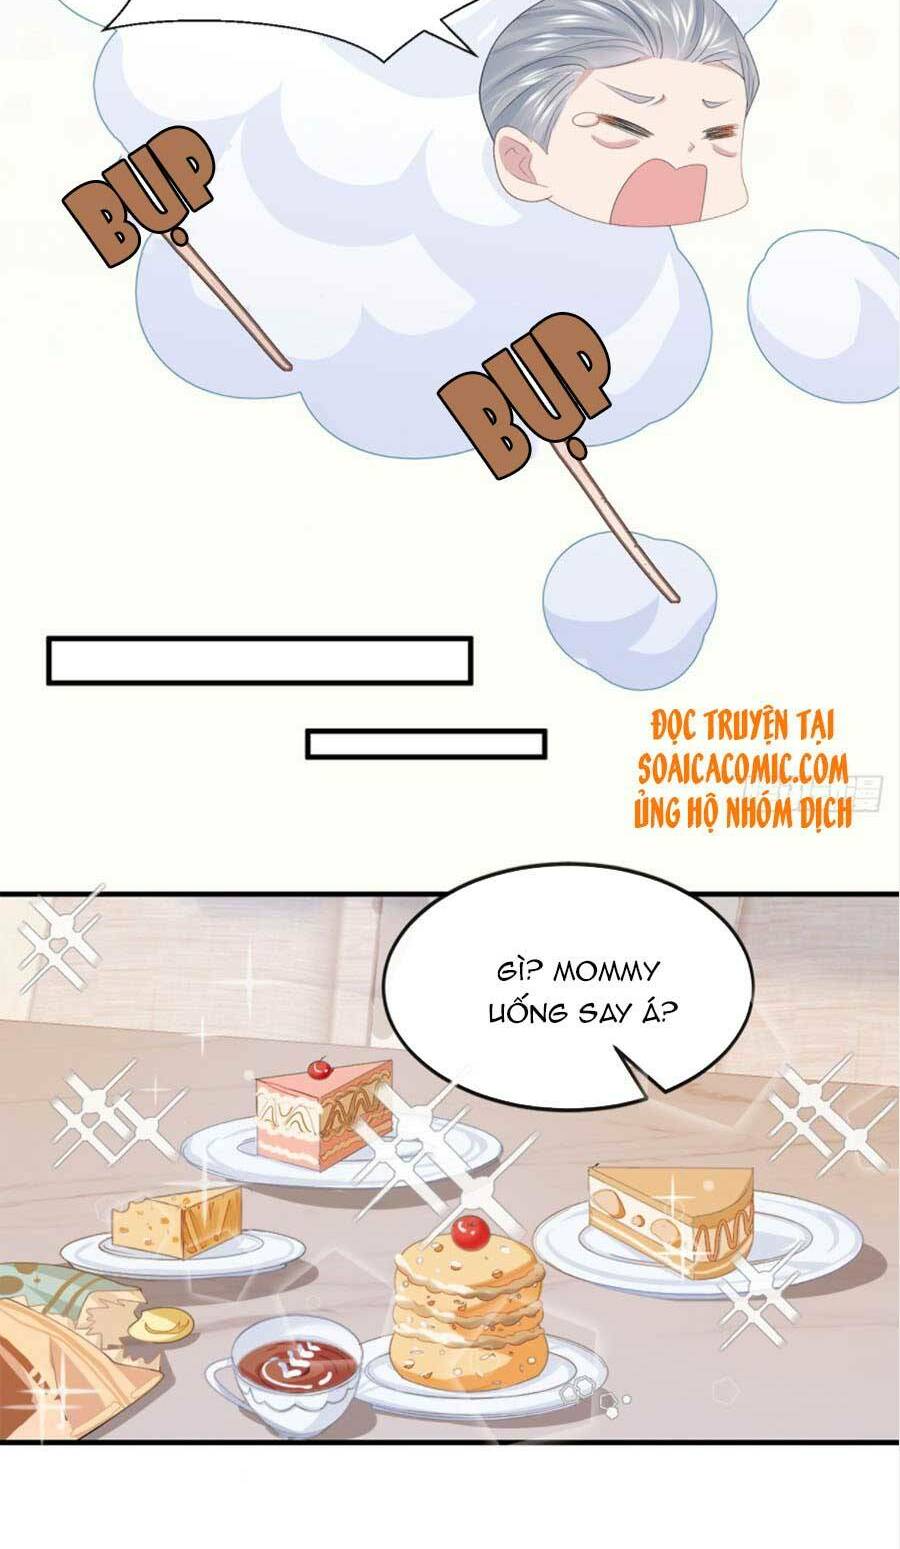 BỤP
BỤP
ĐỌC TRUYỆN TẠI
SOAICACOMIC.COM
ỦNG HỘ NHÓM DỊCH
GÌ? MOMMY
UỐNG SAY Á?